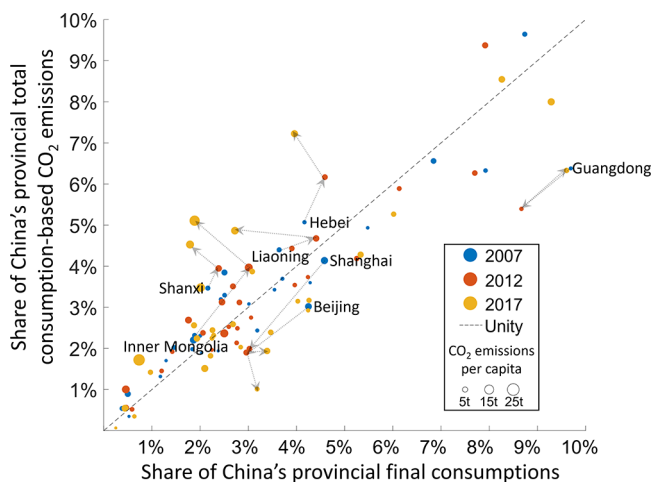 Share of China's provincial total
consumption-based CO₂ emissions
10%
9%
8%
7%
6%
5%
4%
3%
2%
1%
Guangdong
Hebei
Liaoning
Shanghai
Shanxi
Beijing
Inner Mongolia
2007
2012
2017
Unity
CO₂ emissions
per capita
5t 15t 25t
1% 2% 3% 4% 5% 6% 7% 8% 9% 10%
Share of China's provincial final consumptions